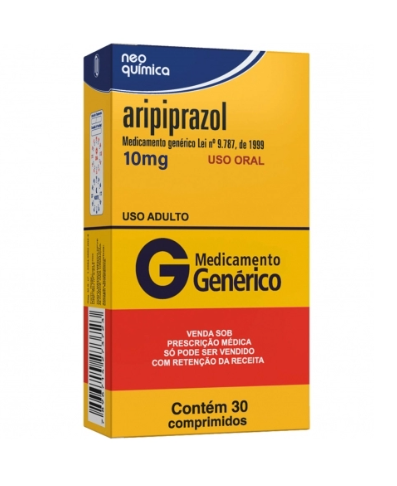 neo
química
aripiprazol
Medicamento genérico Lei nº 9.787, de 1999
10mg USO ORAL
USO ADULTO
G Medicamento
Genérico
VENDA SOB
PRESCRIÇÃO MÉDICA
SÓ PODE SER VENDIDO
COM RETENÇÃO DA RECEITA
Contém 30
comprimidos